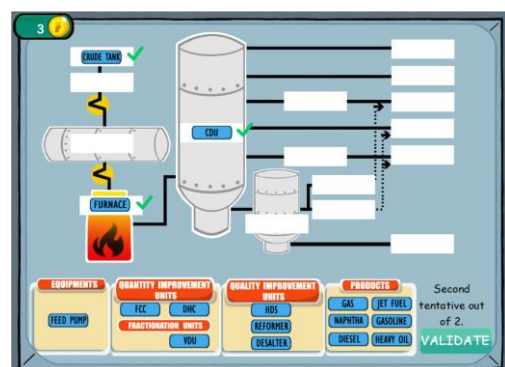 3
CRUDE TANK
CDU
FURNACE
EQUIPMENTS
FEED PUMP
QUANTITY IMPROVEMENT
UNITS
FCC DHC
FRACTIONATION UNITS
VDU
QUALITY IMPROVEMENT
UNITS
HDS
REFORMER
DESALTER
PRODUCTS
GAS JET FUEL
NAPHTHA GASOLINE
DIESEL HEAVY OIL
Second
tentative out
of 2.
VALIDATE